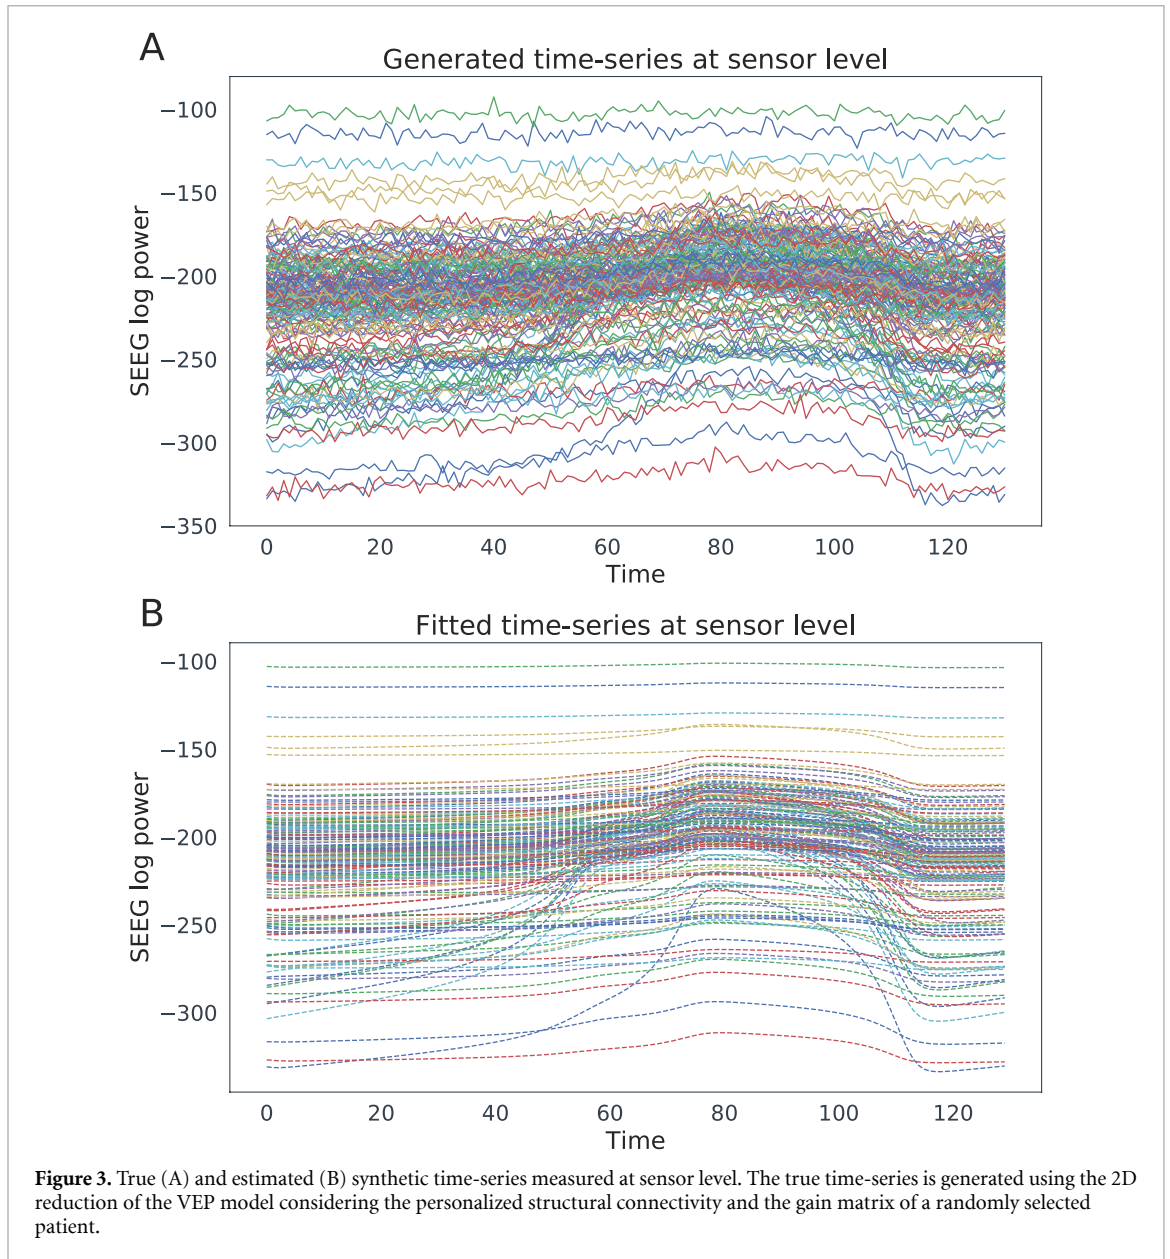 A
Generated time-series at sensor level
−100
−150
−200
−250
−300
−350
SEEG log power
0 20 40 60 80 100 120
Time
B
Fitted time-series at sensor level
−100
−150
−200
−250
−300
SEEG log power
0 20 40 60 80 100 120
Time
Figure 3. True (A) and estimated (B) synthetic time-series measured at sensor level. The true time-series is generated using the 2D
reduction of the VEP model considering the personalized structural connectivity and the gain matrix of a randomly selected
patient.